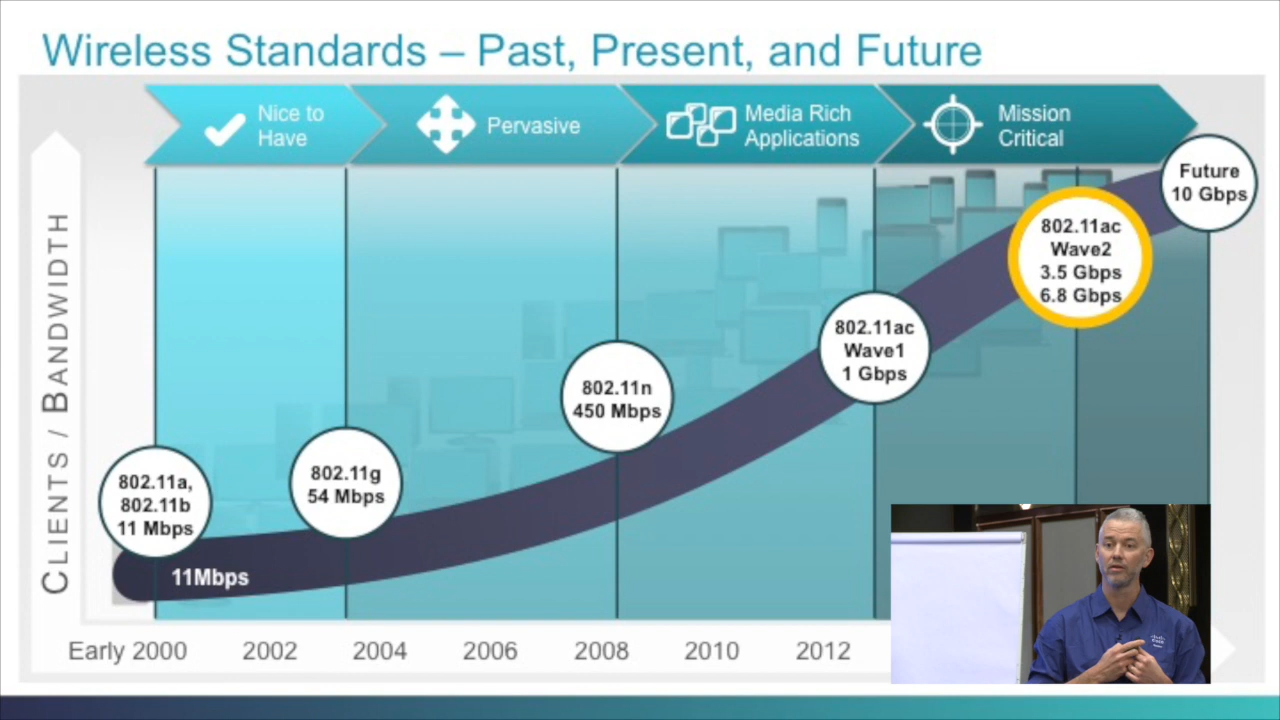 Wireless Standards – Past, Present, and Future
Nice to
Have
Pervasive
Media Rich
Applications
Mission
Critical
CLIENTS / BANDWIDTH
802.11a,
802.11b
11 Mbps
802.11g
54 Mbps
802.11n
450 Mbps
802.11ac
Wave1
1 Gbps
802.11ac
Wave2
3.5 Gbps
6.8 Gbps
Future
10 Gbps
11Mbps
Early 2000
2002
2004
2006
2008
2010
2012